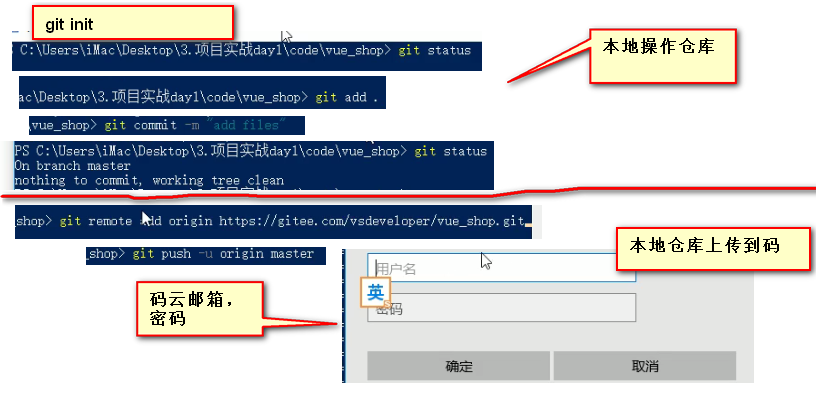 git init
C:\Users\iMac\Desktop\3.项目实战day1\code\vue_shop> git status
本地操作仓库
ac\Desktop\3.项目实战day1\code\vue_shop> git add .
\vue_shop> git commit -m "add files"
PS C:\Users\iMac\Desktop\3.项目实战day1\code\vue_shop> git status
On branch master
nothing to commit, working tree clean
shop> git remote add origin https://gitee.com/vsdeveloper/vue_shop.git
本地仓库上传到码
_shop> git push -u origin master
用户名
英
码云邮箱，
密码
密码
确定 取消